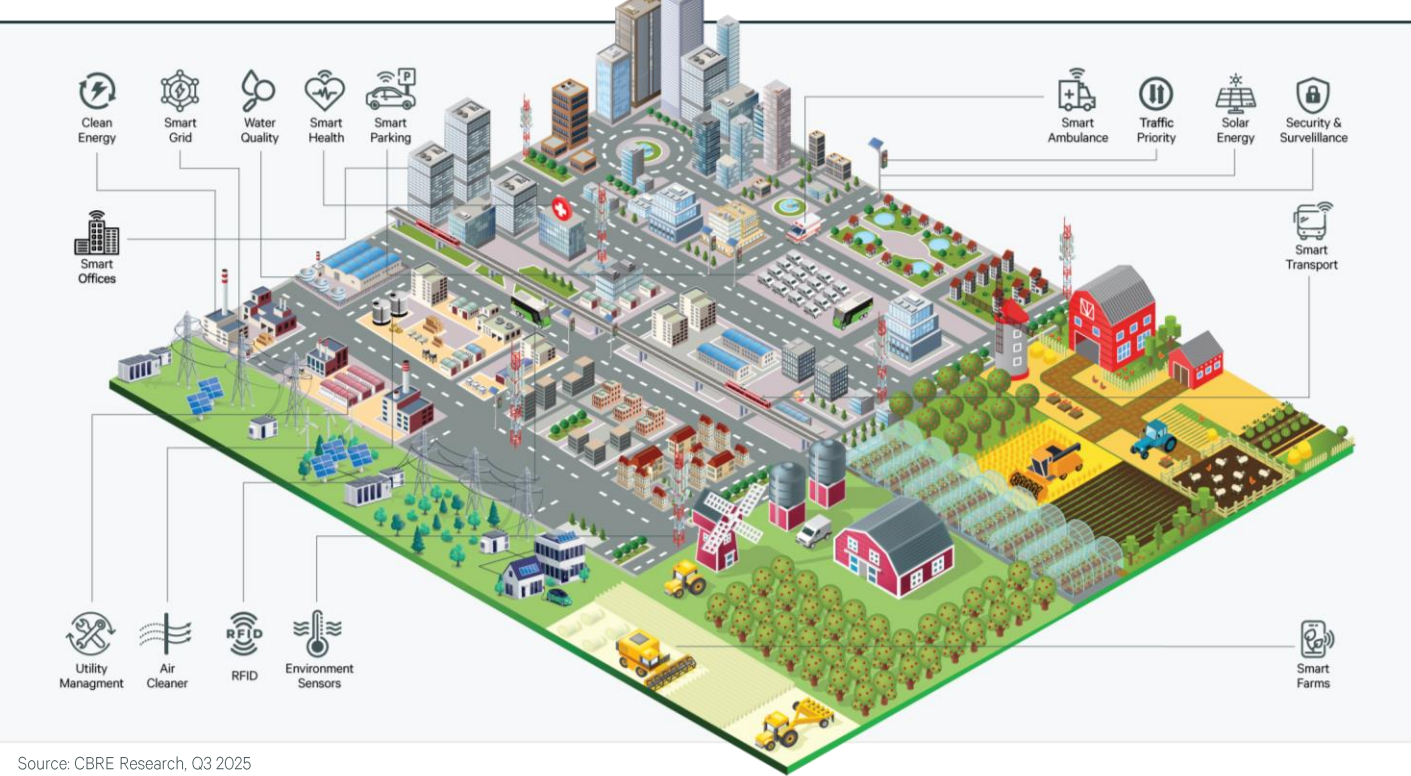 Clean
Energy
Smart
Grid
Water
Quality
Smart
Health
P
Smart
Parking
Smart
Ambulance
Traffic
Priority
Solar
Energy
Security &
Survelillance
Smart
Offices
Smart
Transport
Utility
Managment
Air
Cleaner
RFID
RFID
Environment
Sensors
Smart
Farms
Source: CBRE Research, Q3 2025